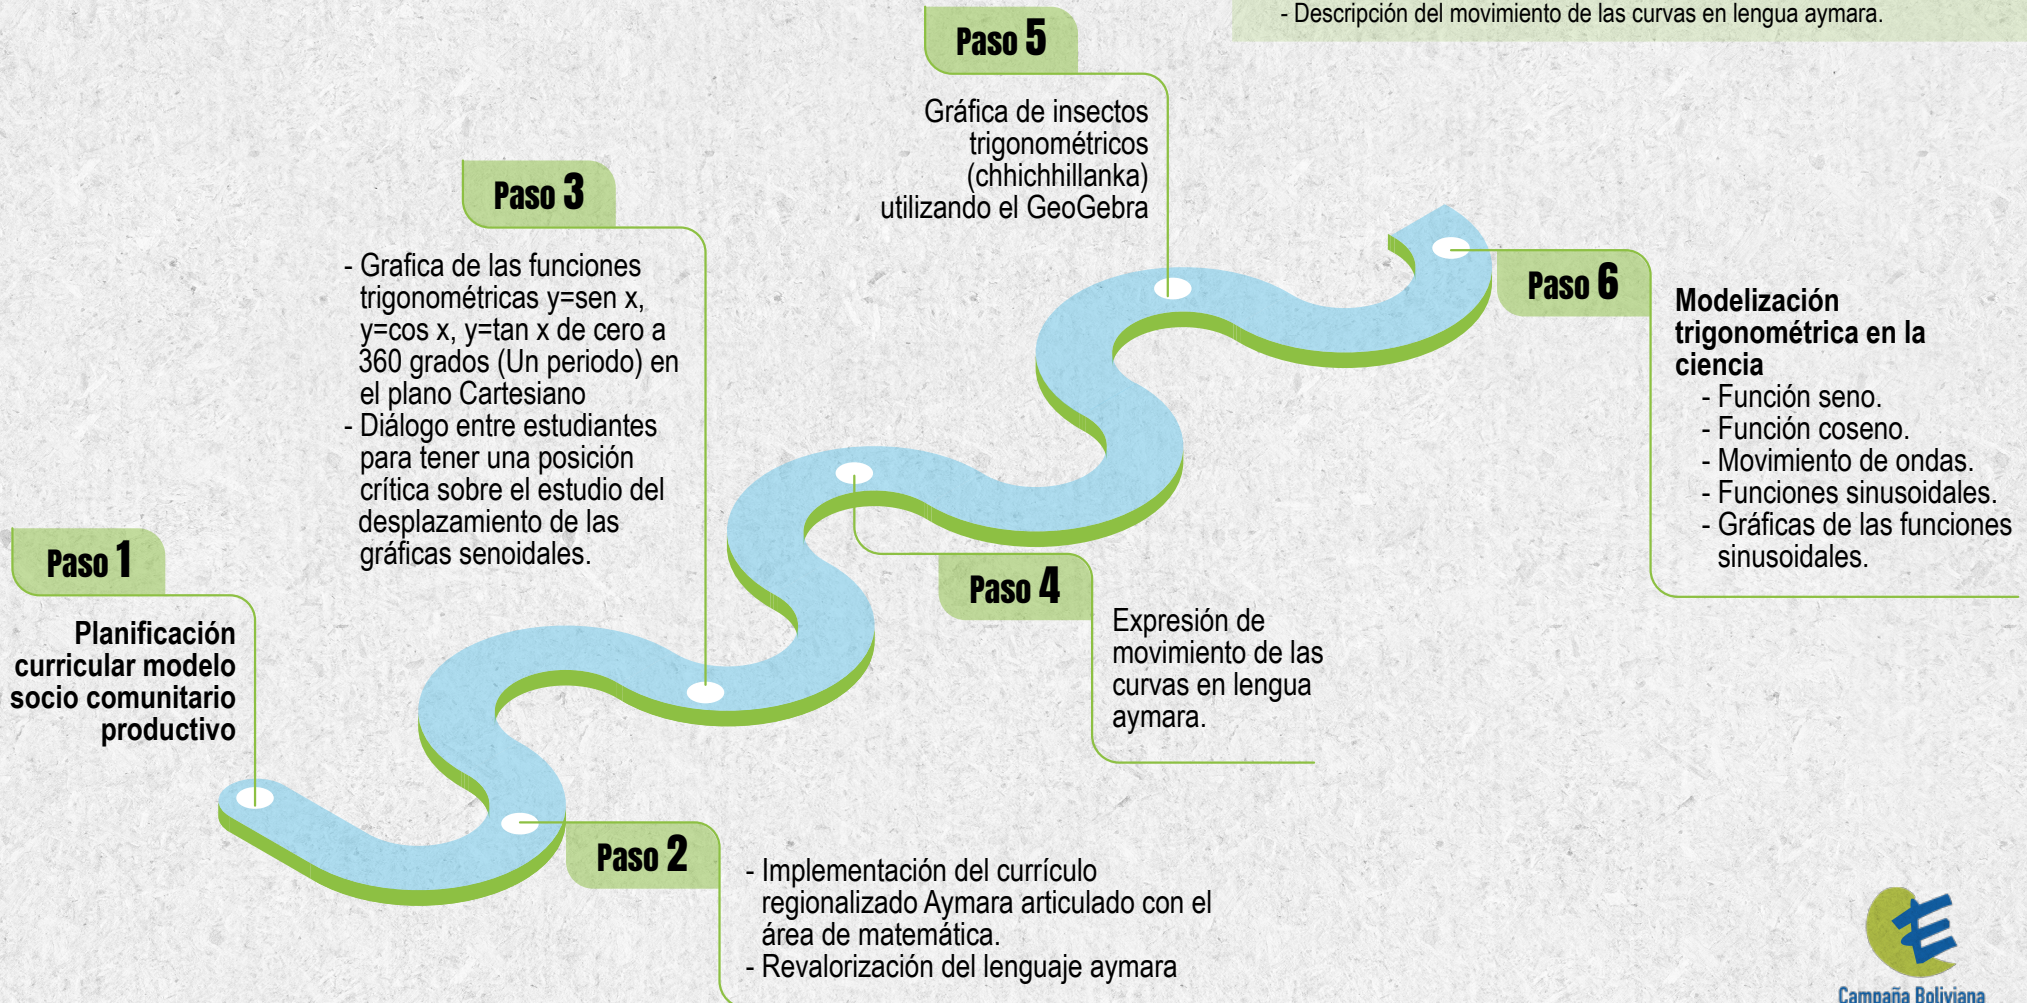 - Descripción del movimiento de las curvas en lengua aymara.
Paso 5
Gráfica de insectos
trigonométricos
(chhichhillanka)
utilizando el GeoGebra
Paso 3
- Grafica de las funciones
trigonométricas y=sen x,
y=cos x, y=tan x de cero a
360 grados (Un periodo) en
el plano Cartesiano
- Diálogo entre estudiantes
para tener una posición
crítica sobre el estudio del
desplazamiento de las
gráficas senoidales.
Paso 6
Modelización
trigonométrica en la
ciencia
- Función seno.
- Función coseno.
- Movimiento de ondas.
- Funciones sinusoidales.
- Gráficas de las funciones
sinusoidales.
Paso 1
Planificación
curricular modelo
socio comunitario
productivo
Paso 4
Expresión de
movimiento de las
curvas en lengua
aymara.
Paso 2
- Implementación del currículo
regionalizado Aymara articulado con el
área de matemática.
- Revalorización del lenguaje aymara
Campaña Boliviana